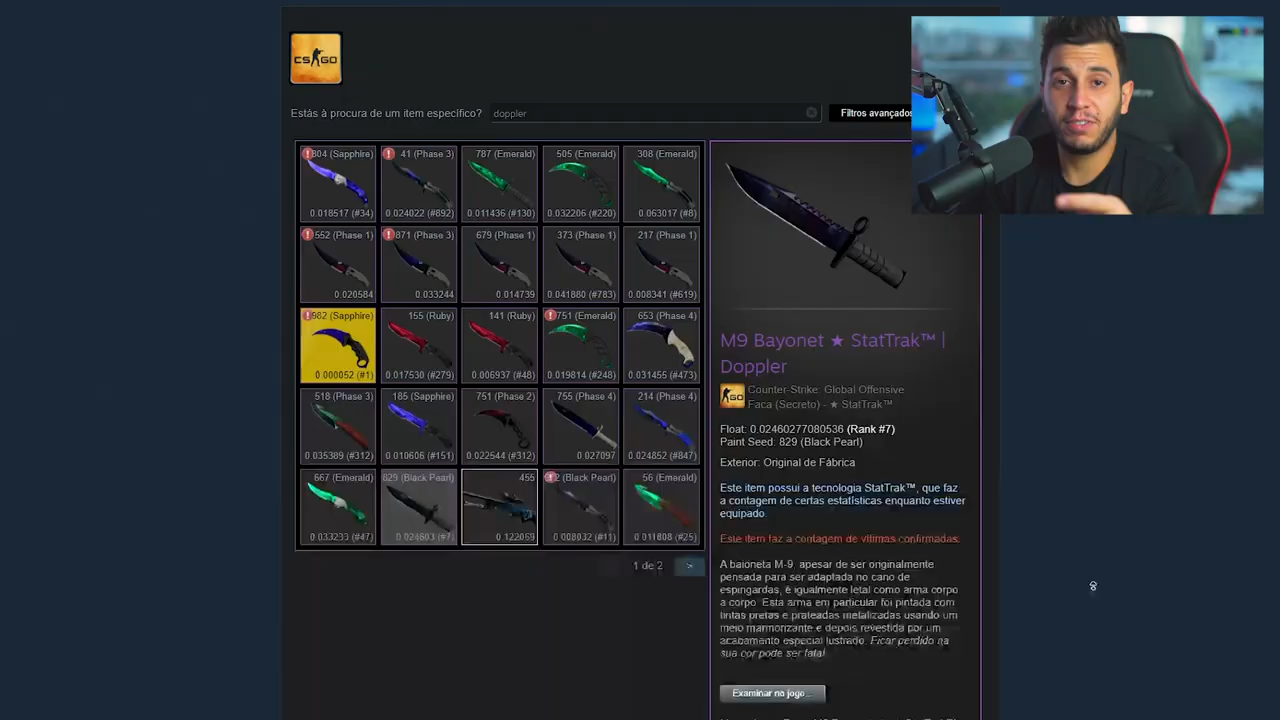 CS GO
Estás à procura de um item específico?
doppler
Filtros avançados
804 (Sapphire)
0.018517 (#34)
41 (Phase 3)
0.024022 (#892)
787 (Emerald)
0.011436 (#130)
505 (Emerald)
0.032206 (#220)
308 (Emerald)
0.063017 (#8)
552 (Phase 1)
0.020584
871 (Phase 3)
0.033244
679 (Phase 1)
0.014739
373 (Phase 1)
0.041880 (#783)
217 (Phase 1)
0.008341 (#619)
982 (Sapphire)
0.000052 (#1)
155 (Ruby)
0.017530 (#279)
141 (Ruby)
0.006937 (#48)
751 (Emerald)
0.019814 (#248)
653 (Phase 4)
0.031455 (#473)
518 (Phase 3)
0.035389 (#312)
185 (Sapphire)
0.010606 (#151)
751 (Phase 2)
0.022544 (#312)
755 (Phase 4)
0.027097
214 (Phase 4)
0.024852 (#847)
667 (Emerald)
0.033233 (#47)
829 (Black Pearl)
0.024603 (#7)
455
0.122059
(Black Pearl)
0.008032 (#11)
56 (Emerald)
0.011808 (#25)
1 de 2
>
M9 Bayonet ★ StatTrak™ |
Doppler
GO
Counter-Strike: Global Offensive
Faca (Secreto) - ★ StatTrak™
Float: 0.02460277080536 (Rank #7)
Paint Seed: 829 (Black Pearl)
Exterior: Original de Fábrica
Este item possui a tecnologia StatTrak™, que faz
a contagem de certas estatísticas enquanto estiver
equipado.
Este item faz a contagem de vítimas confirmadas.
A baioneta M-9 apesar de ser originalmente
pensada para ser adaptada no cano de
espingardas, é igualmente letal como arma corpo
a corpo. Esta arma em particular foi pintada com
tintas pretas e prateadas metalizadas usando um
meio marmorizante e depois revestida por um
acabamento especial lustrado. Ficar perdido na
sua cor pode ser fatal
Examinar no jogo...